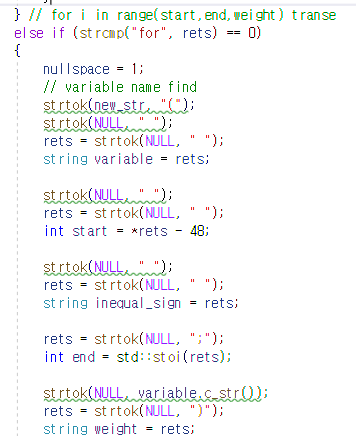 } // for i in range(start,end,weight) transe
else if (strcmp("for", rets) == 0)
{
nullspace = 1;
// variable name find
strtok(new_str, "(");
strtok(NULL, " ");
rets = strtok(NULL, " ");
string variable = rets;
strtok(NULL, " ");
rets = strtok(NULL, " ");
int start = *rets - 48;
strtok(NULL, " ");
rets = strtok(NULL, " ");
string inequal_sign = rets;
rets = strtok(NULL, ";");
int end = std::stoi(rets);
strtok(NULL, variable.c_str());
rets = strtok(NULL, ")");
string weight = rets;